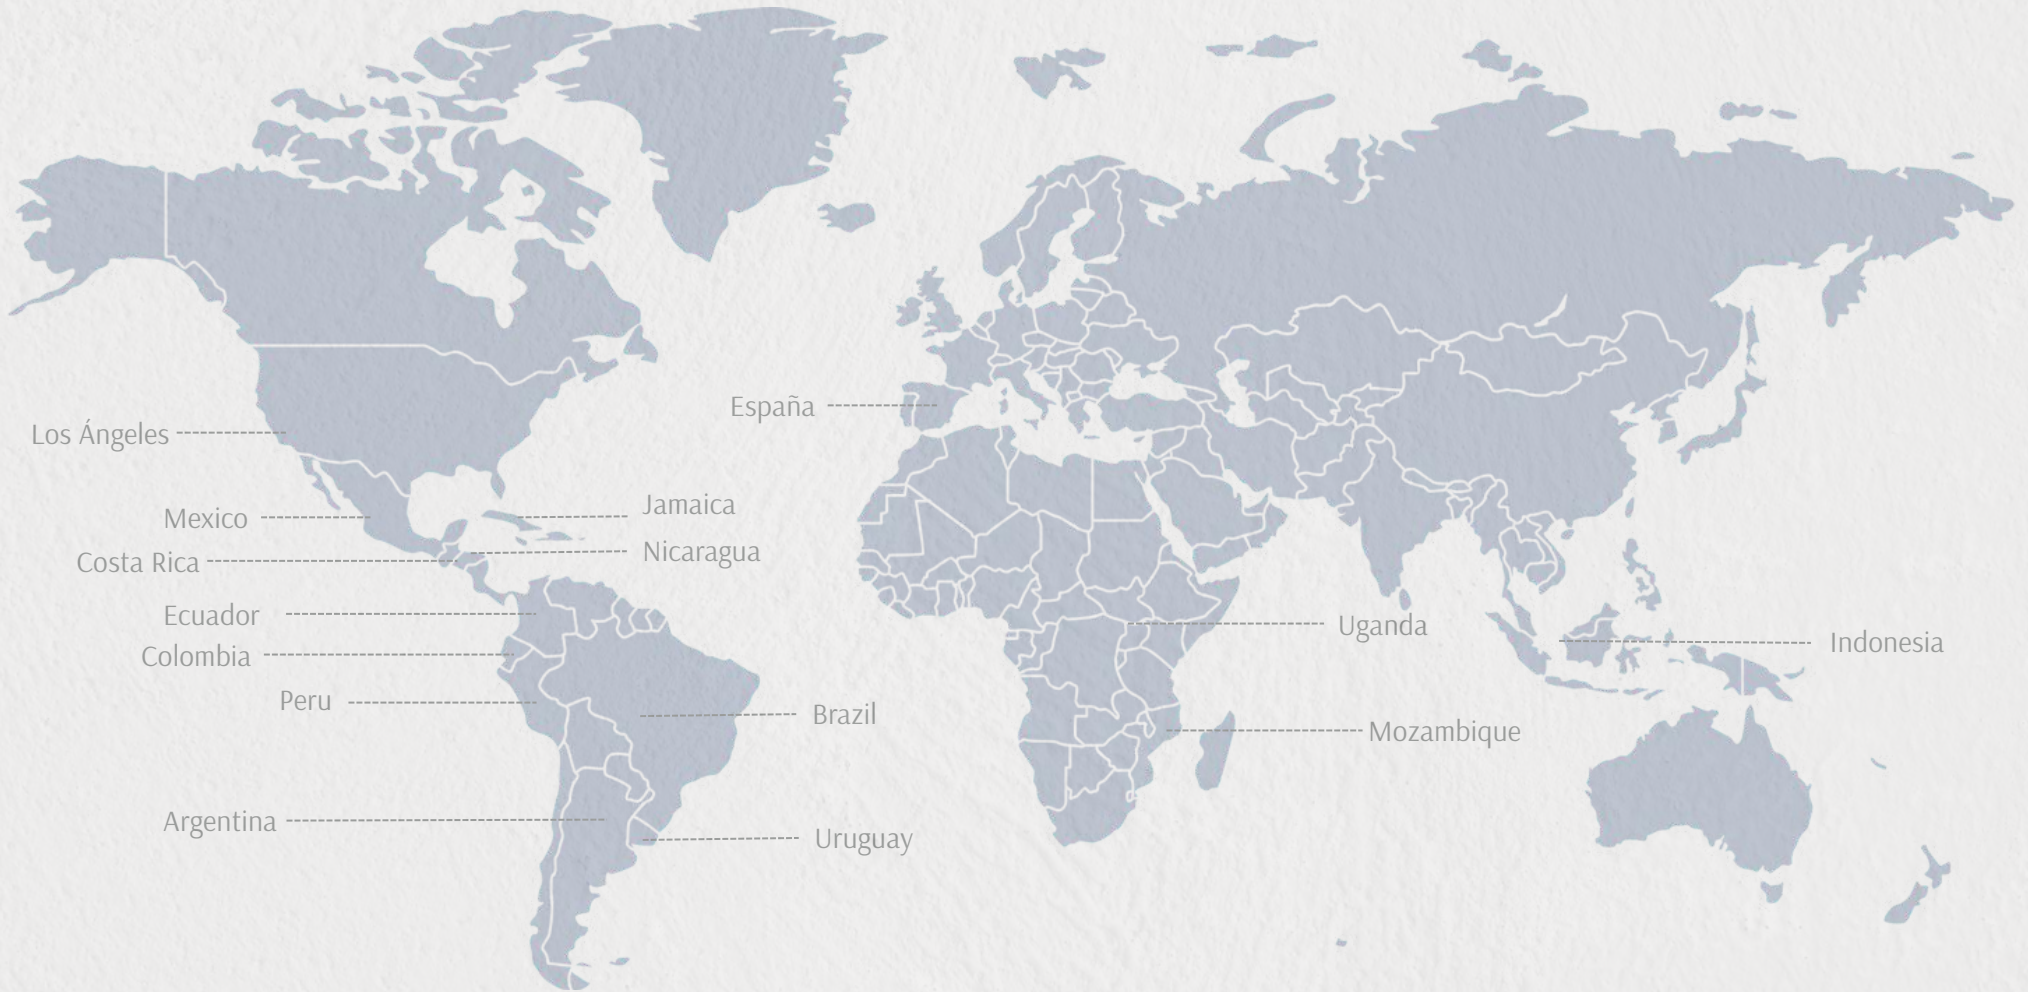 España
Los Ángeles
Jamaica
Mexico
Nicaragua
Costa Rica
Ecuador
Uganda
Indonesia
Colombia
Peru
Brazil
Mozambique
Argentina
Uruguay